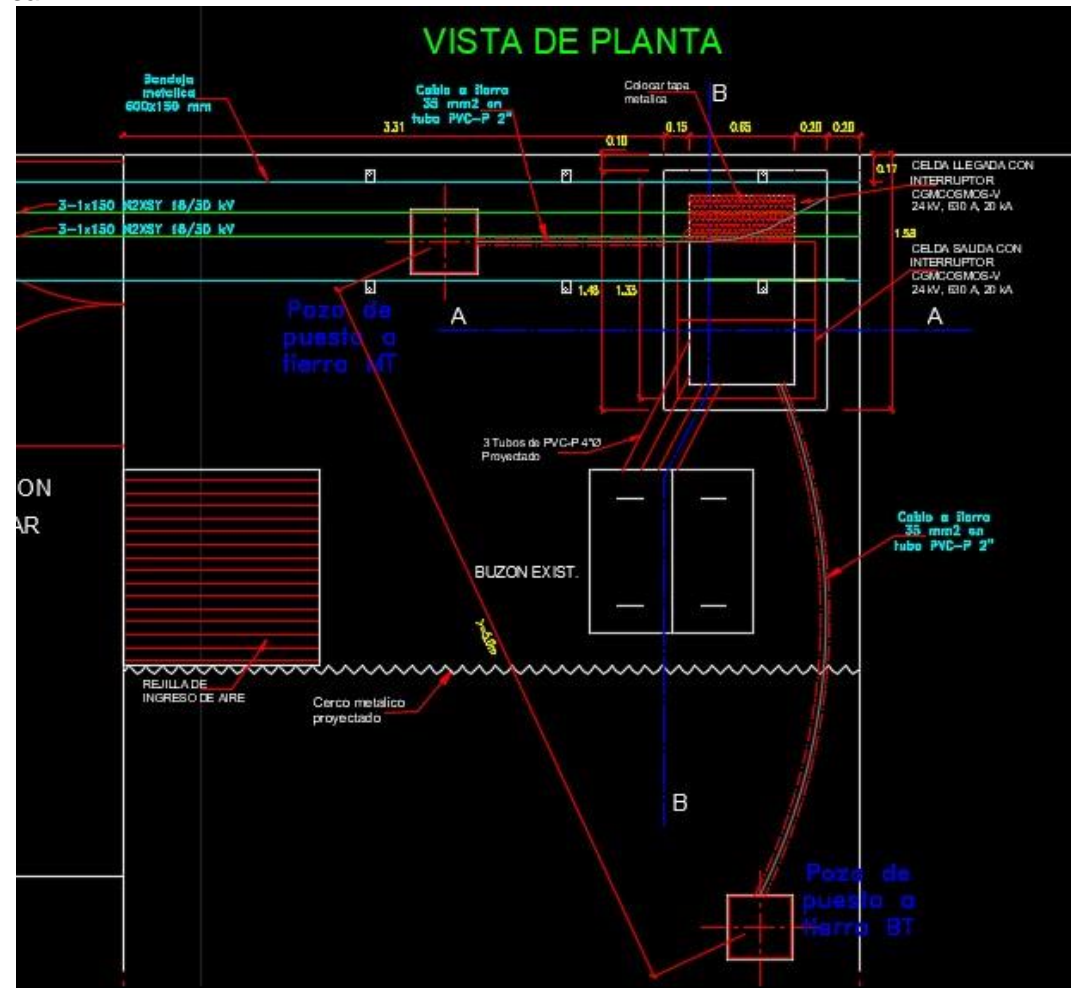 VISTA DE PLANTA
Bandeja
metalica
600x150 mm
Cable a tierra
35 mm2 en
tubo PVC-P 2"
Colocar tapa
metalica
B
3.31
0.10
0.15
0.65
0.20
0.20
0.17
CELDA LLEGADA CON
INTERRUPTOR
CGMCOSMOS-V
24 kV, 630 A, 20 kA
3-1x150 N2XSY 18/30 kV
3-1x150 N2XSY 18/30 kV
1.58
CELDA SALIDA CON
INTERRUPTOR
CGMCOSMOS-V
24 kV, 630 A, 20 kA
1.48
1.33
Pozo de
puesta a
tierra MT
A
A
3 Tubos de PVC-P 4"Ø
Proyectado
ON
AR
Cable a tierra
35 mm2 en
tubo PVC-P 2"
BUZON EXIST.
>=5.0m
REJILLA DE
INGRESO DE AIRE
Cerco metalico
proyectado
B
Pozo de
puesta a
tierra BT